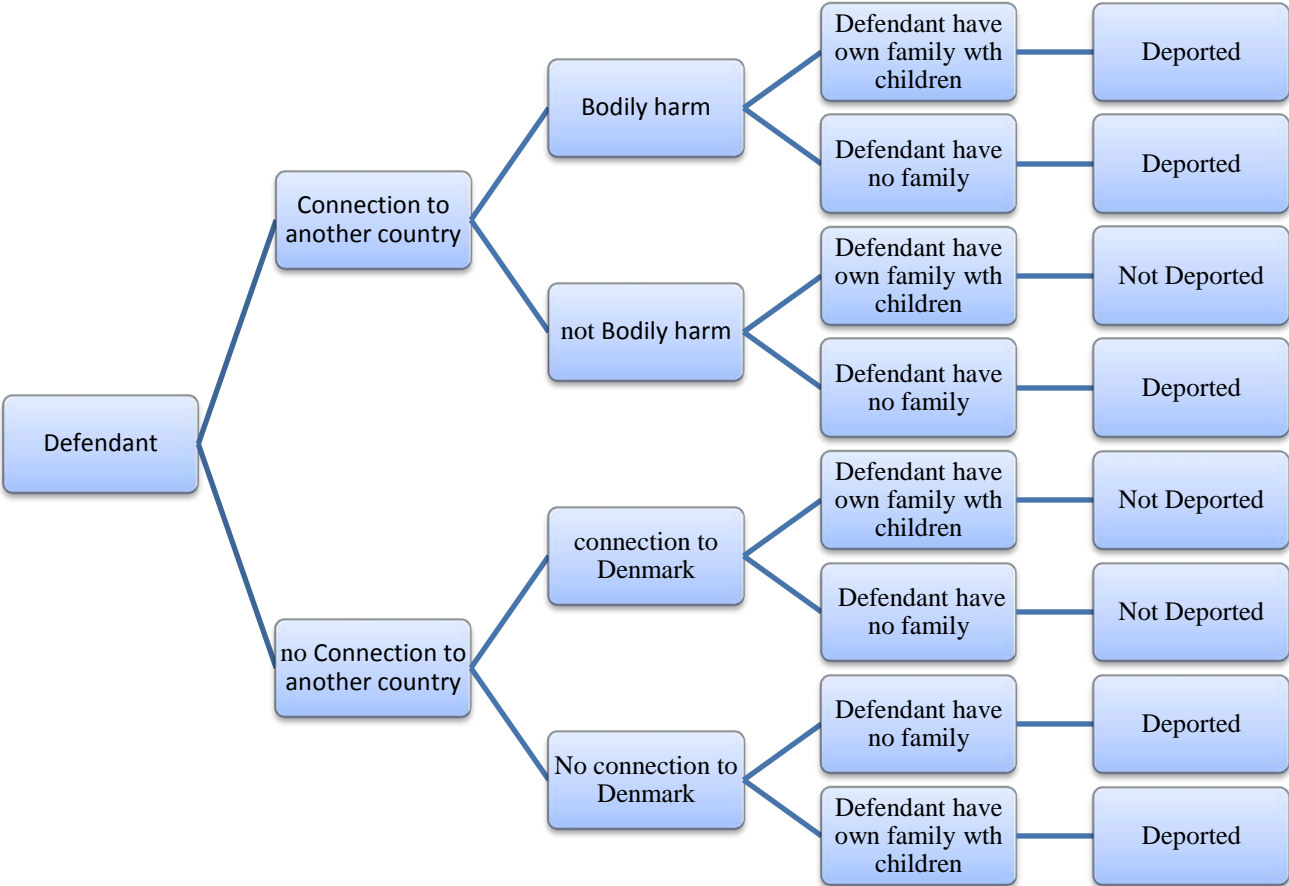 Defendant
Connection to
another country
no Connection to
another country
Bodily harm
not Bodily harm
connection to
Denmark
No connection to
Denmark
Defendant have
own family wth
children
Defendant have
no family
Defendant have
own family wth
children
Defendant have
no family
Defendant have
own family wth
children
Defendant have
no family
Defendant have
no family
Defendant have
own family wth
children
Deported
Deported
Not Deported
Deported
Not Deported
Not Deported
Deported
Deported